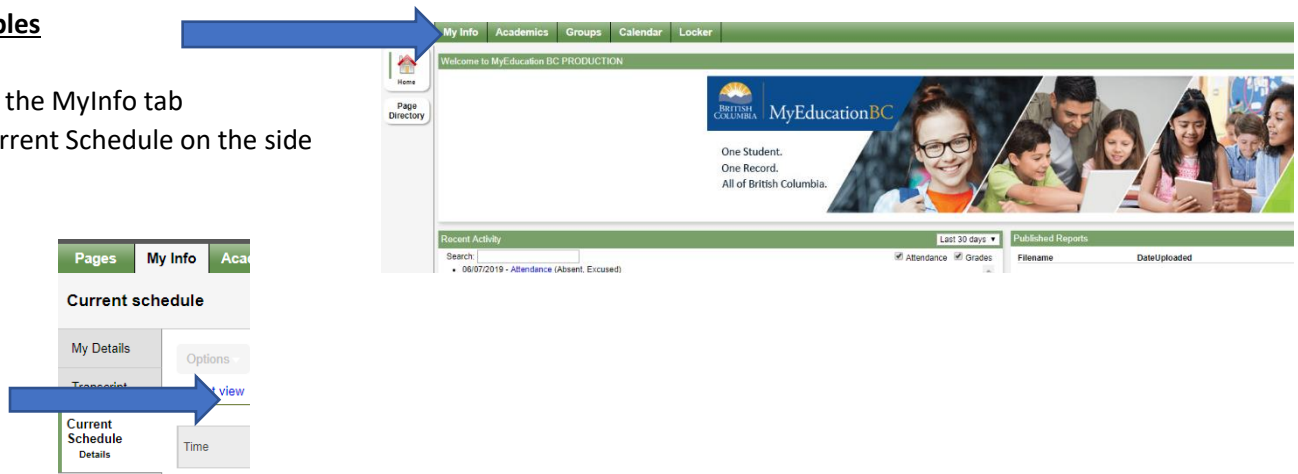 the MyInfo tab
Schedule on the side
My Info Academics Groups Calendar Locker
Home
Page
Directory
Welcome to MyEducation BC PRODUCTION
BRITISH
COLUMBIA
MyEducationBC
One Student.
One Record.
All of British Columbia.
Recent Activity Last 30 days Published Reports
Search: Attendance Grades Filename DateUploaded
06/07/2019 - Attendance (Absent, Excused)
Pages My Info
Current schedule
My Details Options
view
Current
Schedule
Details
Time